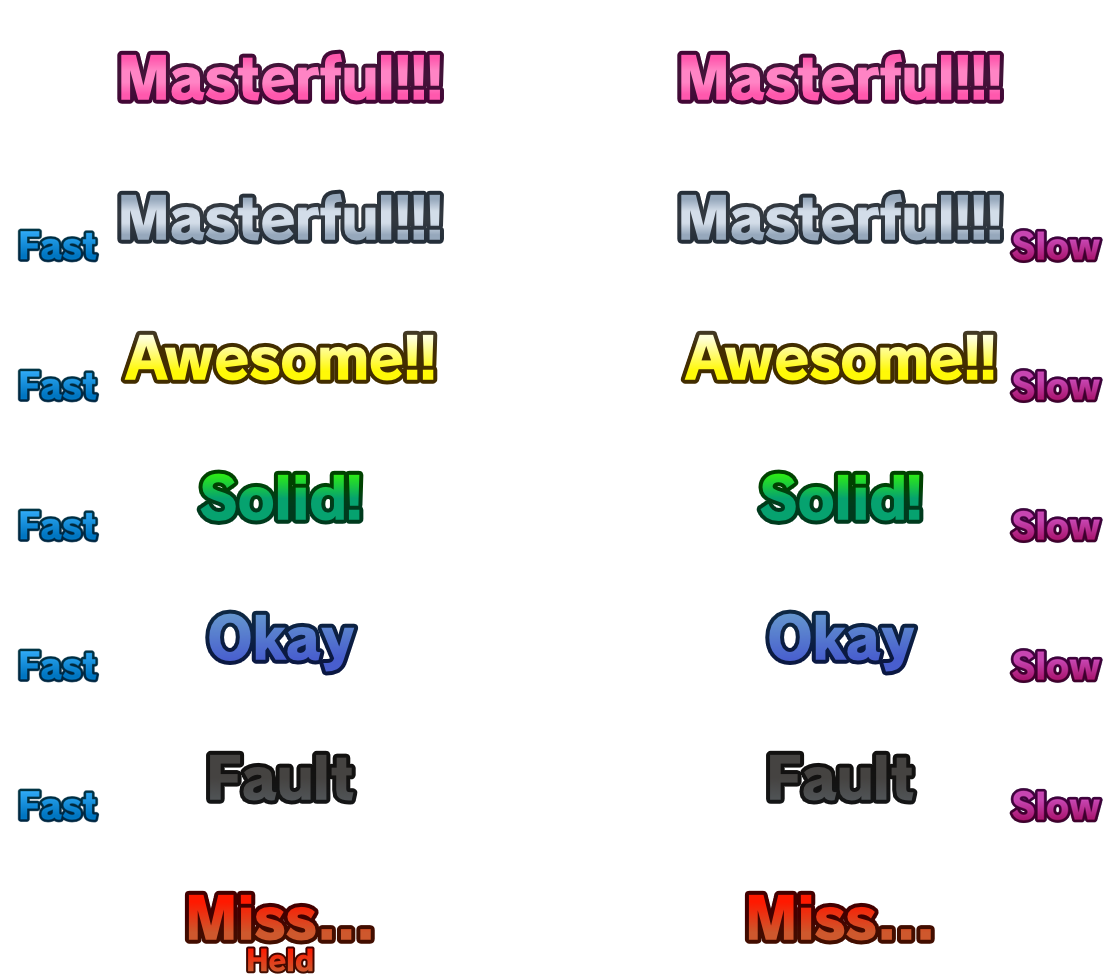 Masterful!!! Masterful!!!
Fast Masterful!!! Masterful!!! Slow
Fast Awesome!! Awesome!! Slow
Fast Solid! Solid! Slow
Fast Okay Okay Slow
Fast Fault Fault Slow
Miss... Miss...
Held